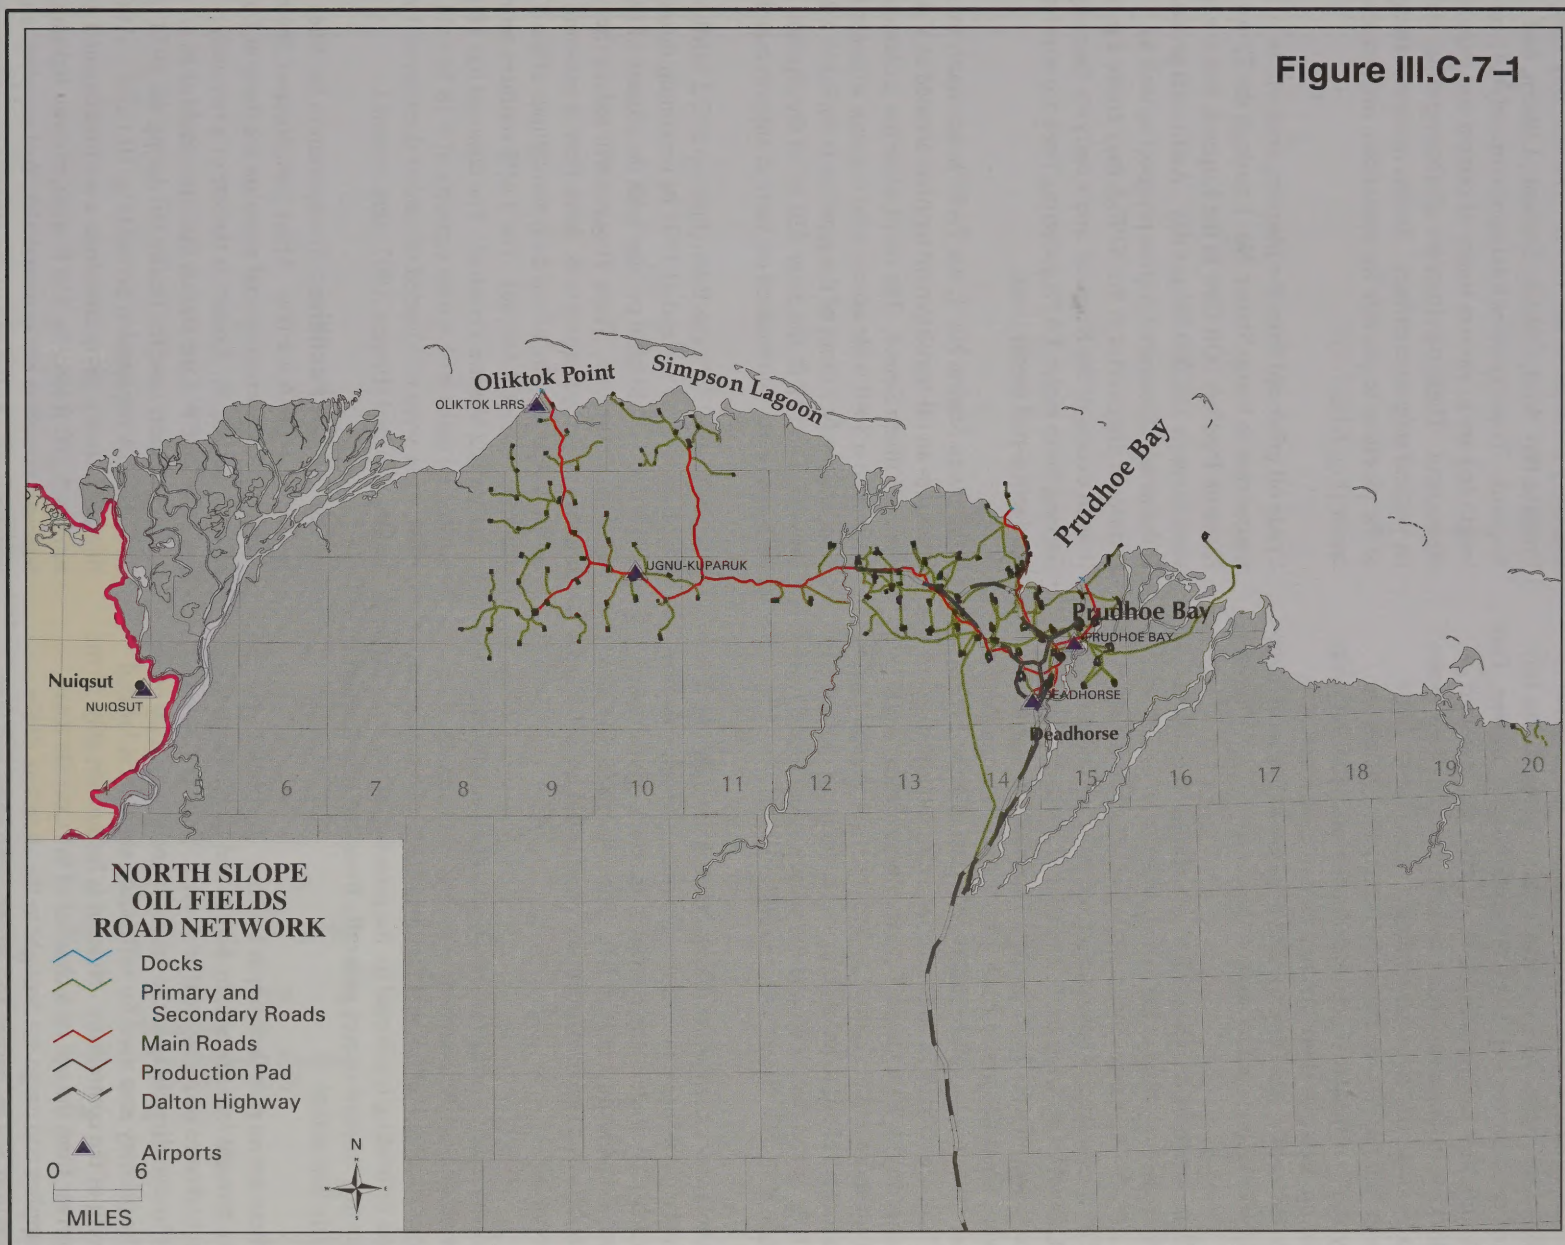 Figure III.C.7–1
Oliktok Point
Simpson Lagoon
OLIKTOK LRRS
Prudhoe Bay
UGNU-KUPARUK
Prudhoe Bay
PRUDHOE BAY
Nuiqsut
NUIQSUT
DEADHORSE
Deadhorse
6 7 8 9 10 11 12 13 14 15 16 17 18 19 20
NORTH SLOPE
OIL FIELDS
ROAD NETWORK
Docks
Primary and
Secondary Roads
Main Roads
Production Pad
Dalton Highway
Airports
0 6
MILES
N